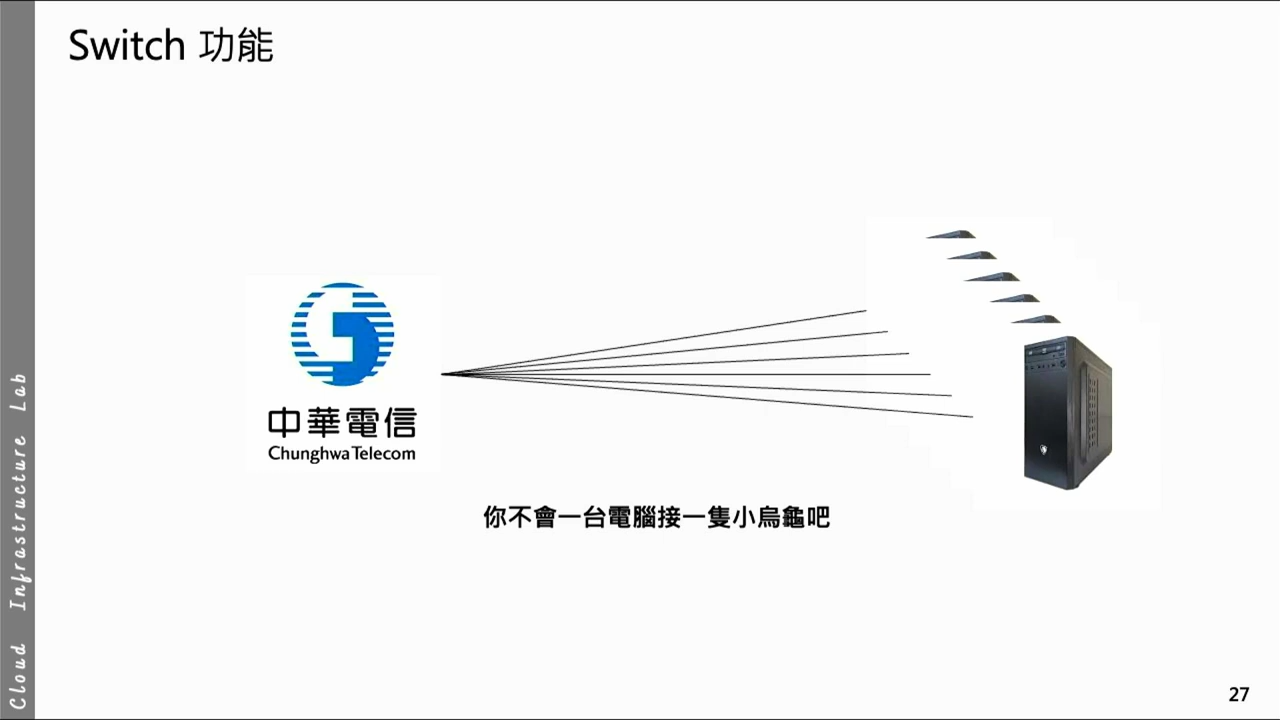 Switch 功能
中華電信
Chunghwa Telecom
你不會一台電腦接一隻小烏龜吧
Cloud Infrastructure Lab
27